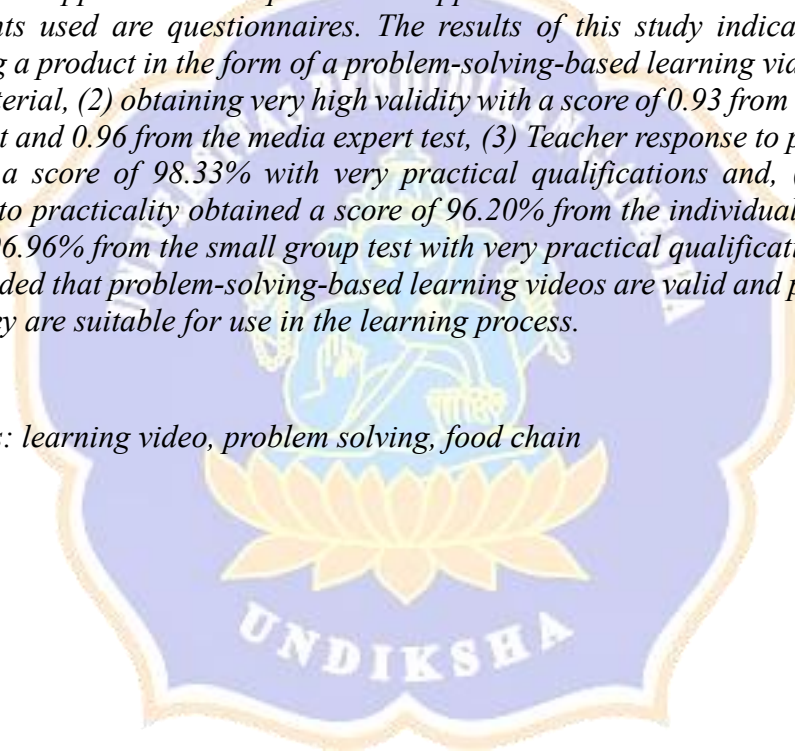 nts used are questionnaires. The results of this study indica
g a product in the form of a problem-solving-based learning vid
terial, (2) obtaining very high validity with a score of 0.93 from
t and 0.96 from the media expert test, (3) Teacher response to p
a score of 98.33% with very practical qualifications and, (
to practicality obtained a score of 96.20% from the individual
96.96% from the small group test with very practical qualificati
ded that problem-solving-based learning videos are valid and p
ey are suitable for use in the learning process.
: learning video, problem solving, food chain
UNDIKSHA